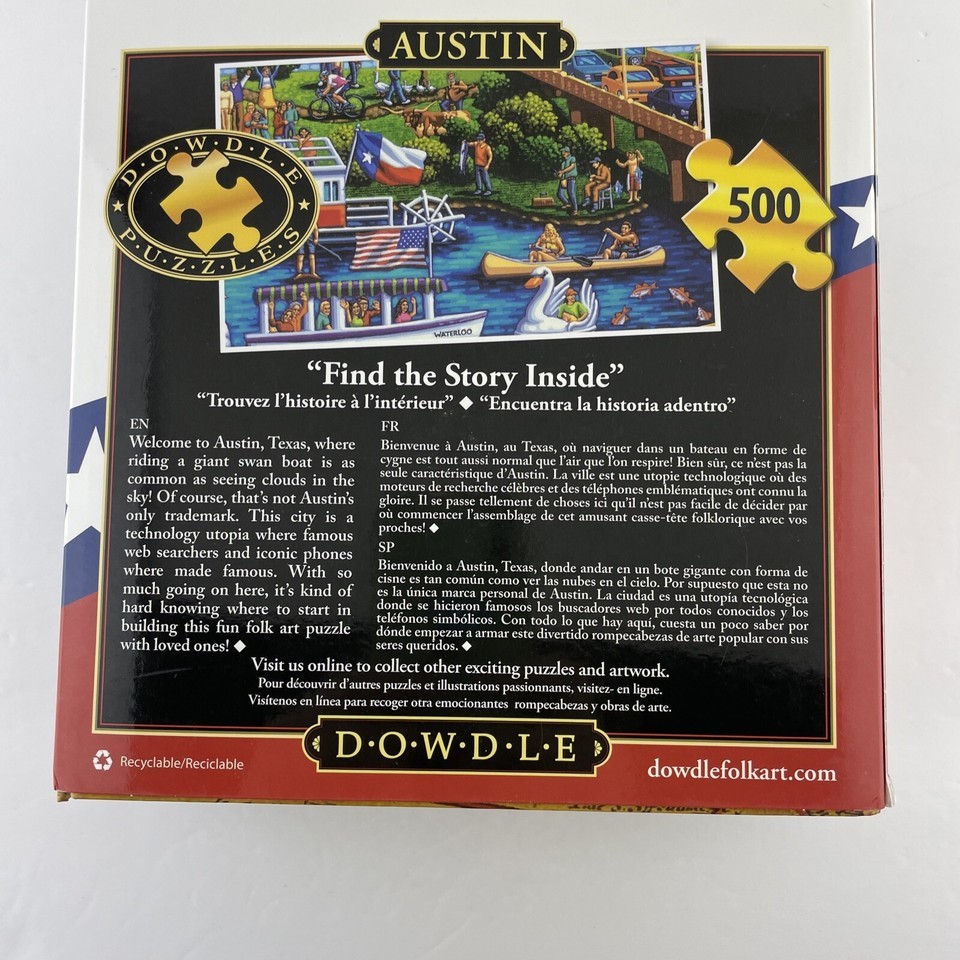 AUSTIN
D·O·W·D·L·E
P·U·Z·Z·L·E·S
500
WATERLOO
“Find the Story Inside”
“Trouvez l’histoire à l’intérieur” ◆ “Encuentra la historia adentro”
EN
Welcome to Austin, Texas, where
riding a giant swan boat is as
common as seeing clouds in the
sky! Of course, that’s not Austin’s
only trademark. This city is a
technology utopia where famous
web searchers and iconic phones
where made famous. With so
much going on here, it’s kind of
hard knowing where to start in
building this fun folk art puzzle
with loved ones! ◆
FR
Bienvenue à Austin, au Texas, où naviguer dans un bateau en forme de
cygne est tout aussi normal que l’air que l’on respire! Bien sûr, ce n’est pas la
seule caractéristique d’Austin. La ville est une utopie technologique où des
moteurs de recherche célèbres et des téléphones emblématiques ont connu la
gloire. Il se passe tellement de choses ici qu’il n’est pas facile de décider par
où commencer l’assemblage de cet amusant casse-tête folklorique avec vos
proches! ◆
SP
Bienvenido a Austin, Texas, donde andar en un bote gigante con forma de
cisne es tan común como ver las nubes en el cielo. Por supuesto que esta no
es la única marca personal de Austin. La ciudad es una utopía tecnológica
donde se hicieron famosos los buscadores web por todos conocidos y los
teléfonos simbólicos. Con todo lo que hay aquí, cuesta un poco saber por
dónde empezar a armar este divertido rompecabezas de arte popular con sus
seres queridos. ◆
Visit us online to collect other exciting puzzles and artwork.
Pour découvrir d’autres puzzles et illustrations passionnants, visitez- en ligne.
Visítenos en línea para recoger otra emocionantes rompecabezas y obras de arte.
D·O·W·D·L·E
Recyclable/Reciclable
dowdlefolkart.com